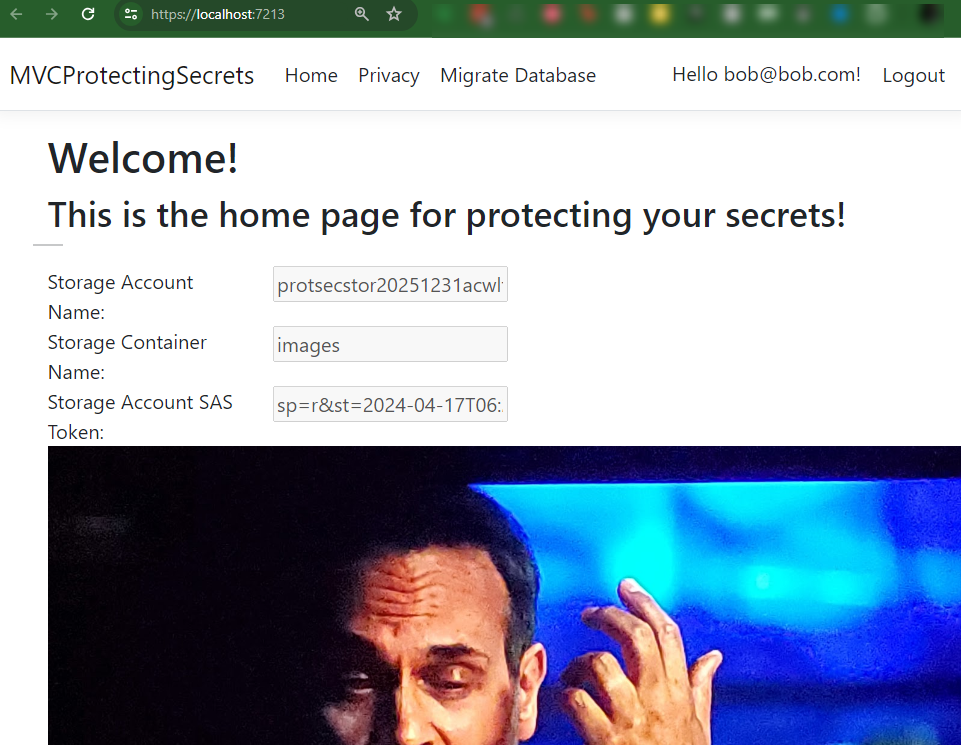 https://localhost:7213
MVCProtectingSecrets Home Privacy Migrate Database Hello bob@bob.com! Logout
Welcome!
This is the home page for protecting your secrets!
Storage Account
Name:
protsecstor20251231acwl
Storage Container
Name:
images
Storage Account SAS
Token:
sp=r&st=2024-04-17T06: